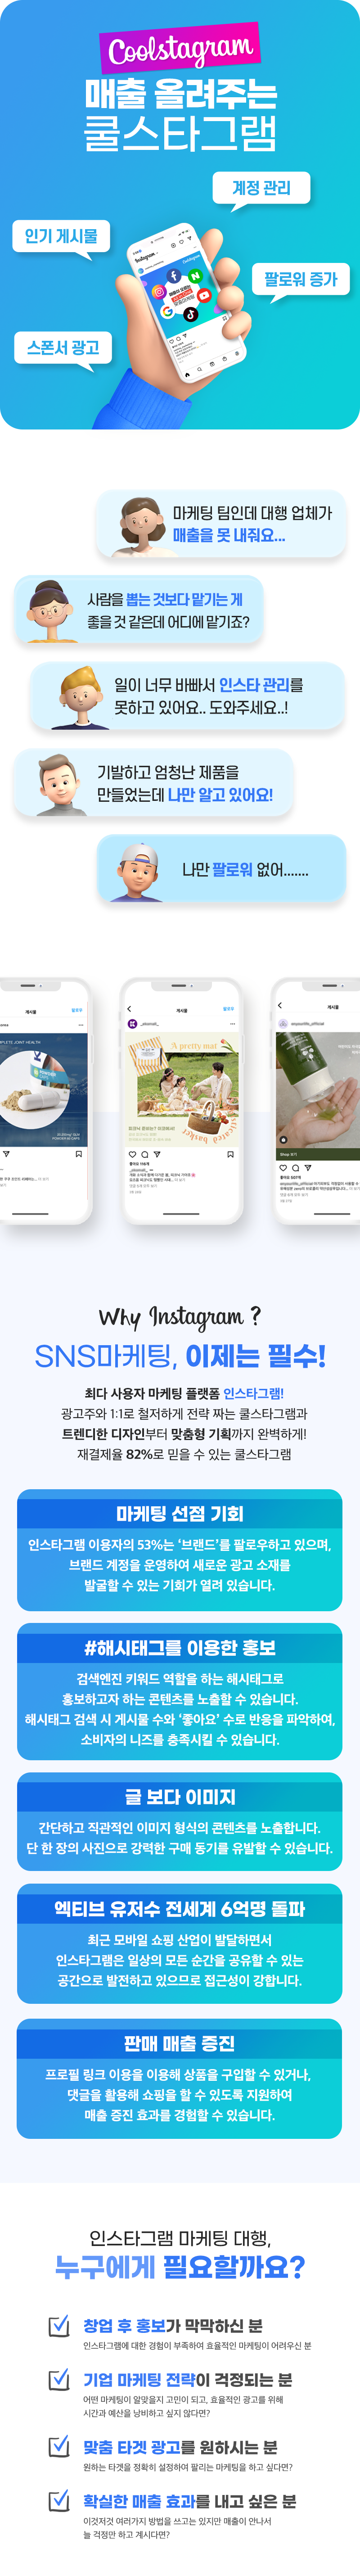 Coolstagram
매출 올려주는
쿨스타그램
계정 관리
인기 게시물
팔로워 증가
스폰서 광고
Instagram
마케팅 팀인데 대행 업체가
매출을 못 내줘요...
사람을 뽑는 것보다 맡기는 게
좋을 것 같은데 어디에 맡기죠?
일이 너무 바빠서 인스타 관리를
못하고 있어요.. 도와주세요..!
기발하고 엄청난 제품을
만들었는데 나만 알고 있어요!
나만 팔로워 없어.......
게시물
팔로우
게시물
팔로우
게시물
PLETE JOINT HEALTH
'A pretty mat
Shop 보기
Why Instagram ?
SNS마케팅, 이제는 필수!
최다 사용자 마케팅 플랫폼 인스타그램!
광고주와 1:1로 철저하게 전략 짜는 쿨스타그램과
트렌디한 디자인부터 맞춤형 기획까지 완벽하게!
재결제율 82%로 믿을 수 있는 쿨스타그램
마케팅 선점 기회
인스타그램 이용자의 53%는 ‘브랜드’를 팔로우하고 있으며,
브랜드 계정을 운영하여 새로운 광고 소재를
발굴할 수 있는 기회가 열려 있습니다.
#해시태그를 이용한 홍보
검색엔진 키워드 역할을 하는 해시태그로
홍보하고자 하는 콘텐츠를 노출할 수 있습니다.
해시태그 검색 시 게시물 수와 ‘좋아요’ 수로 반응을 파악하여,
소비자의 니즈를 충족시킬 수 있습니다.
글 보다 이미지
간단하고 직관적인 이미지 형식의 콘텐츠를 노출합니다.
단 한 장의 사진으로 강력한 구매 동기를 유발할 수 있습니다.
엑티브 유저수 전세계 6억명 돌파
최근 모바일 쇼핑 산업이 발달하면서
인스타그램은 일상의 모든 순간을 공유할 수 있는
공간으로 발전하고 있으므로 접근성이 강합니다.
판매 매출 증진
프로필 링크 이용을 이용해 상품을 구입할 수 있거나,
댓글을 활용해 쇼핑을 할 수 있도록 지원하여
매출 증진 효과를 경험할 수 있습니다.
인스타그램 마케팅 대행,
누구에게 필요할까요?
창업 후 홍보가 막막하신 분
인스타그램에 대한 경험이 부족하여 효율적인 마케팅이 어려우신 분
기업 마케팅 전략이 걱정되는 분
어떤 마케팅이 알맞을지 고민이 되고, 효율적인 광고를 위해
시간과 예산을 낭비하고 싶지 않다면?
맞춤 타겟 광고를 원하시는 분
원하는 타겟을 정확히 설정하여 팔리는 마케팅을 하고 싶다면?
확실한 매출 효과를 내고 싶은 분
이것저것 여러가지 방법을 쓰고는 있지만 매출이 안나서
늘 걱정만 하고 계시다면?